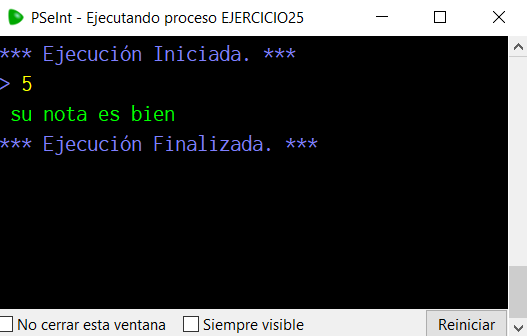 PSeInt - Ejecutando proceso EJERCICIO25
*** Ejecución Iniciada. ***
> 5
su nota es bien
*** Ejecución Finalizada. ***
No cerrar esta ventana
Siempre visible
Reiniciar